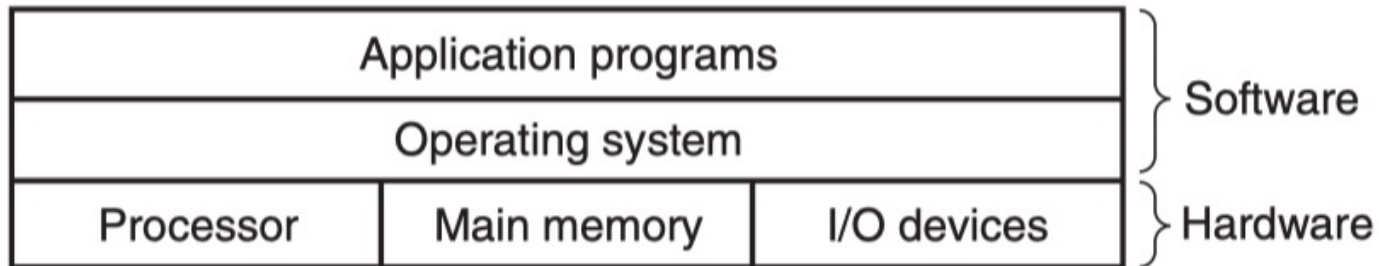 Application programs
Software
Operating system
Processor Main memory I/O devices Hardware